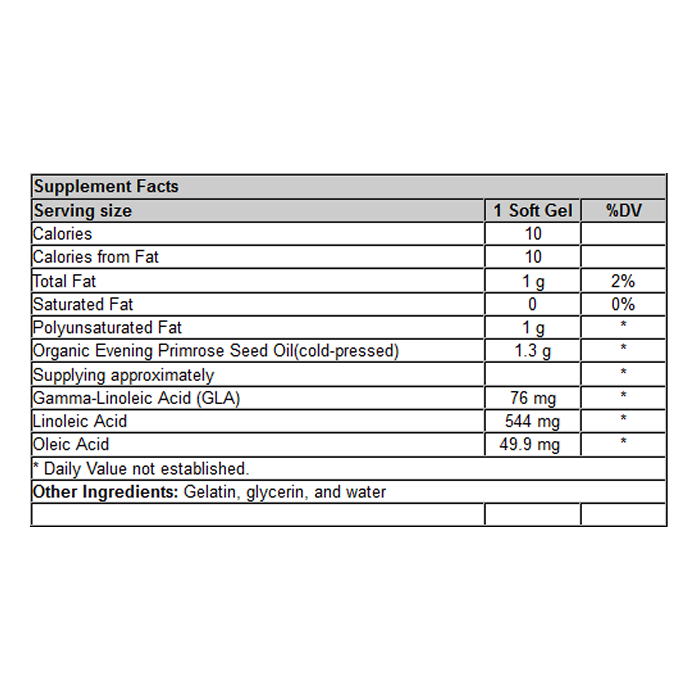 Supplement Facts
Serving size 1 Soft Gel %DV
Calories 10
Calories from Fat 10
Total Fat 1 g 2%
Saturated Fat 0 0%
Polyunsaturated Fat 1 g *
Organic Evening Primrose Seed Oil(cold-pressed) 1.3 g *
Supplying approximately *
Gamma-Linoleic Acid (GLA) 76 mg *
Linoleic Acid 544 mg *
Oleic Acid 49.9 mg *
* Daily Value not established.
Other Ingredients: Gelatin, glycerin, and water